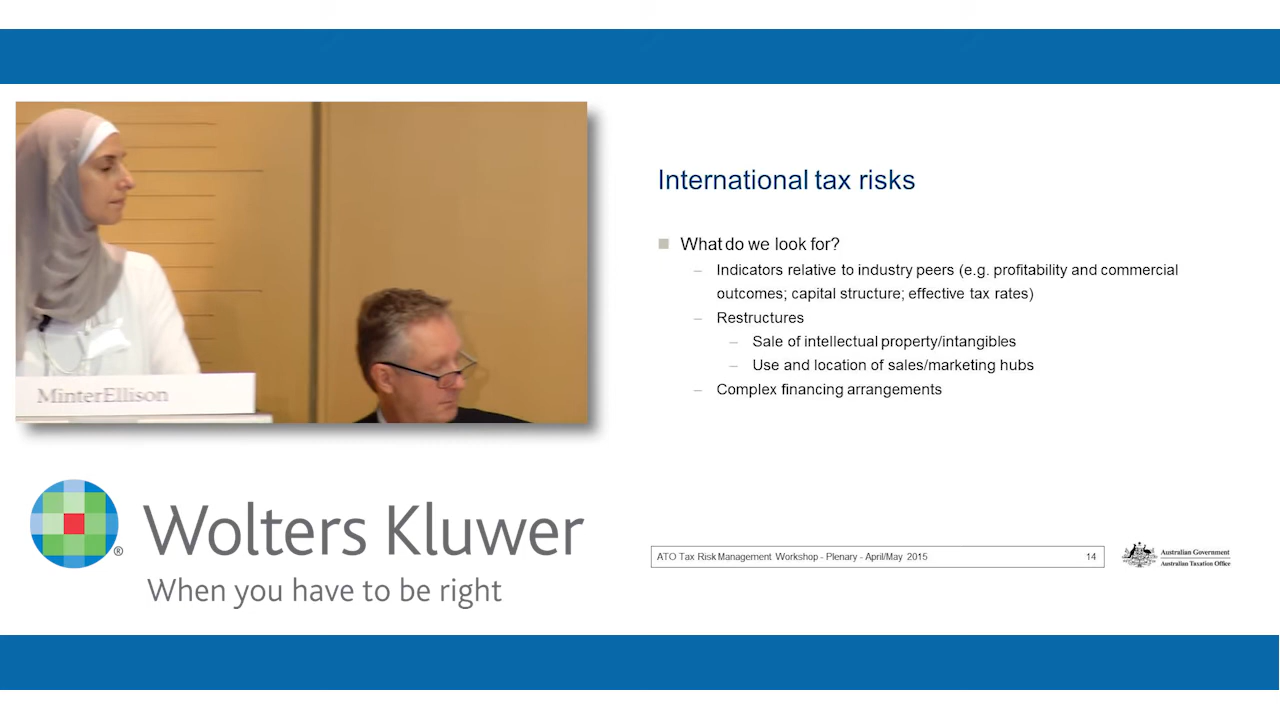 MinterEllison
Wolters Kluwer
®
When you have to be right
International tax risks
What do we look for?
– Indicators relative to industry peers (e.g. profitability and commercial
outcomes; capital structure; effective tax rates)
– Restructures
– Sale of intellectual property/intangibles
– Use and location of sales/marketing hubs
– Complex financing arrangements
ATO Tax Risk Management Workshop - Plenary - April/May 2015 14
Australian Government
Australian Taxation Office